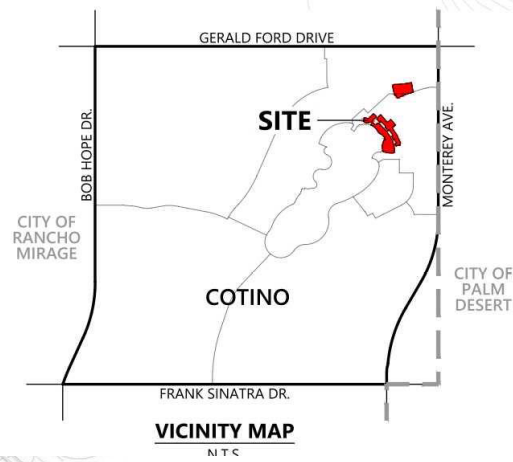 GERALD FORD DRIVE
SITE
BOB HOPE DR.
MONTEREY AVE.
CITY OF
RANCHO
MIRAGE
CITY OF
PALM
DESERT
COTINO
FRANK SINATRA DR.
VICINITY MAP
N.T.S.